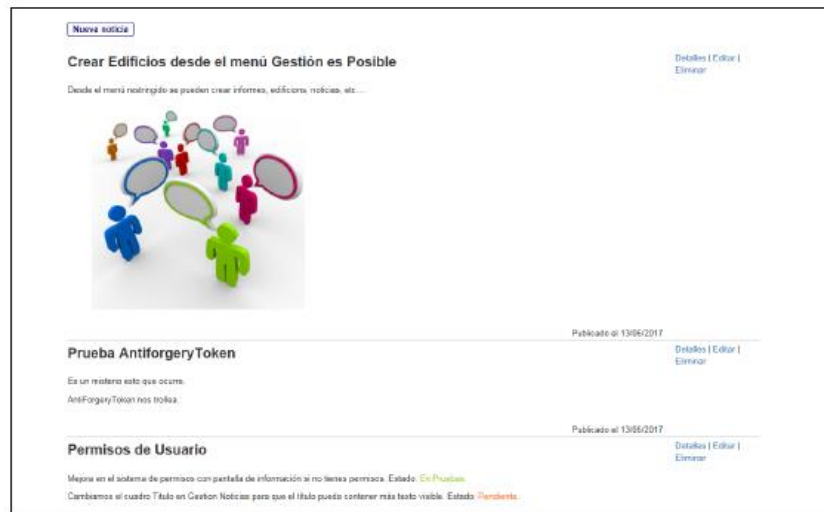 Nueva noticia
Crear Edificios desde el menú Gestión es Posible
Detalles | Editar |
Eliminar
Desde el menú restringido se pueden crear informes, edificions, noticias, etc...
Publicado el 13/06/2017
Prueba AntiforgeryToken
Detalles | Editar |
Eliminar
Es un misterio esto que ocurre.
AntiForgeryToken nos trollea.
Publicado el 13/06/2017
Permisos de Usuario
Detalles | Editar |
Eliminar
Mejora en el sistema de permisos con pantalla de información si no tienes permisos. Estado: En Pruebas.
Cambiamos el cuadro Título en Gestion Noticias para que el título pueda contener más texto visible. Estado: Pendiente.